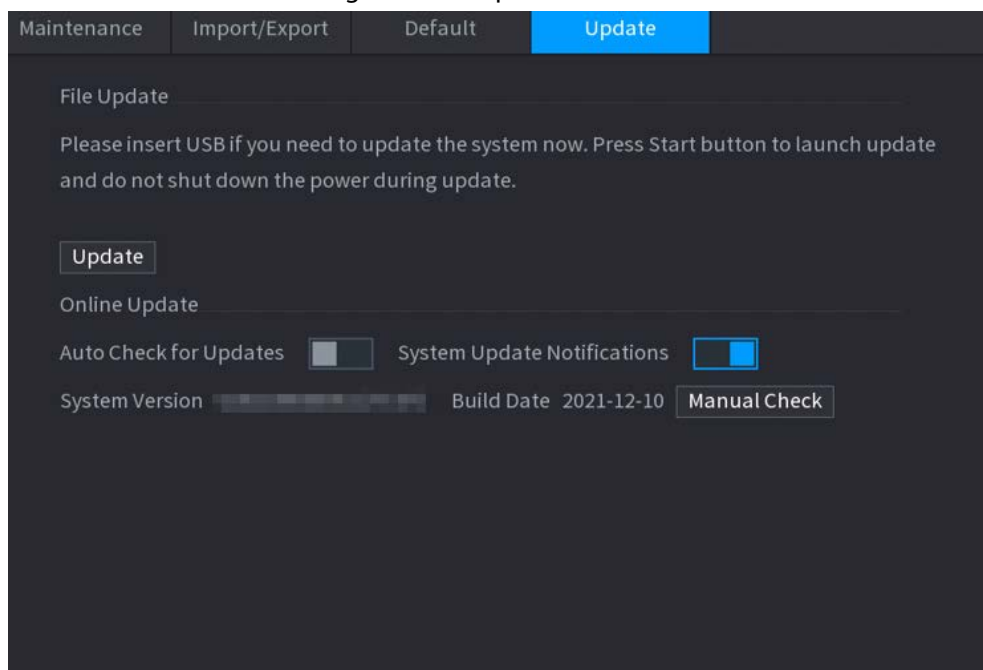 Maintenance Import/Export Default Update
File Update
Please insert USB if you need to update the system now. Press Start button to launch update
and do not shut down the power during update.
Update
Online Update
Auto Check for Updates System Update Notifications
System Version Build Date 2021-12-10 Manual Check